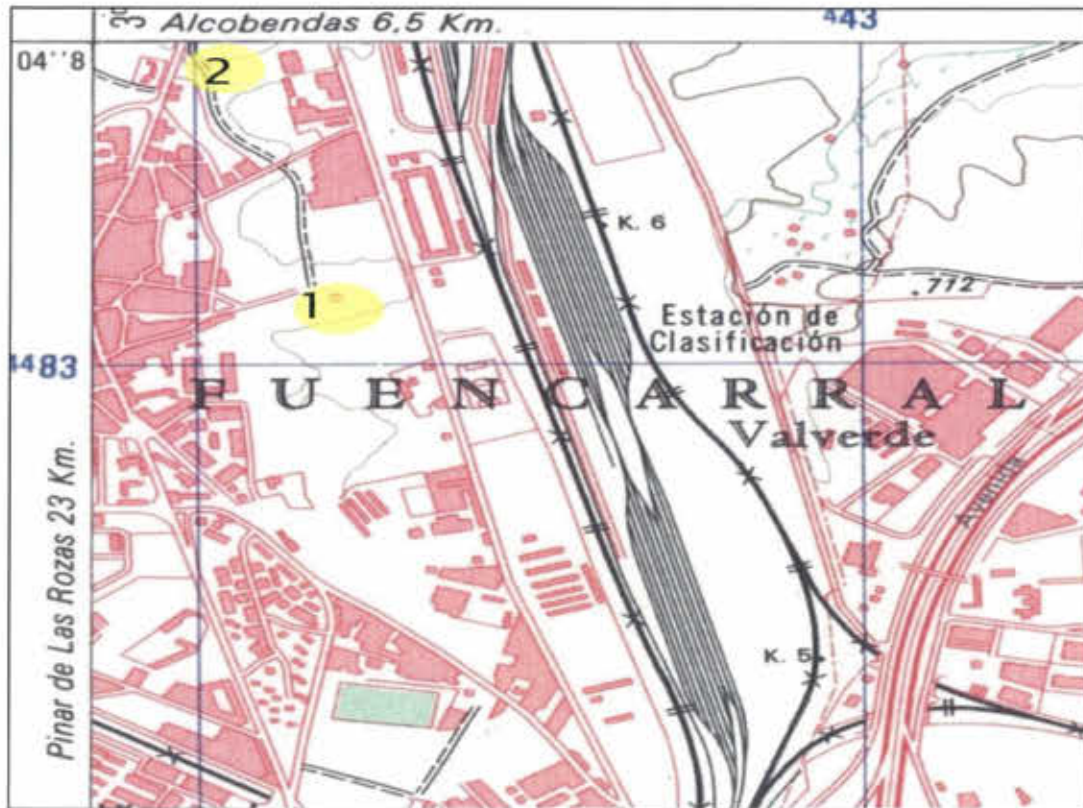 Alcobendas 6,5 Km.
443
04''8
2
K. 6
1
712
Estación de
Clasificación
4483
FUENCARRAL
Valverde
Avenida
Pinar de Las Rozas 23 Km.
K. 5